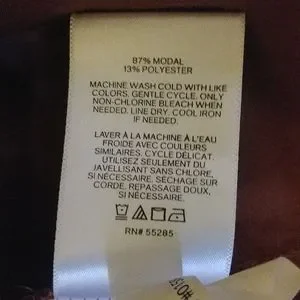 87% MODAL
13% POLYESTER
MACHINE WASH COLD WITH LIKE
COLORS. GENTLE CYCLE. ONLY
NON-CHLORINE BLEACH WHEN
NEEDED. LINE DRY. COOL IRON
IF NEEDED.
LAVER À LA MACHINE À L'EAU
FROIDE AVEC COULEURS
SIMILAIRES. CYCLE DÉLICAT.
UTILISEZ SEULEMENT DU
JAVELLISANT SANS CHLORE,
SI NÉCESSAIRE. SÉCHAGE SUR
CORDE. REPASSAGE DOUX,
SI NÉCESSAIRE.
RN# 55285